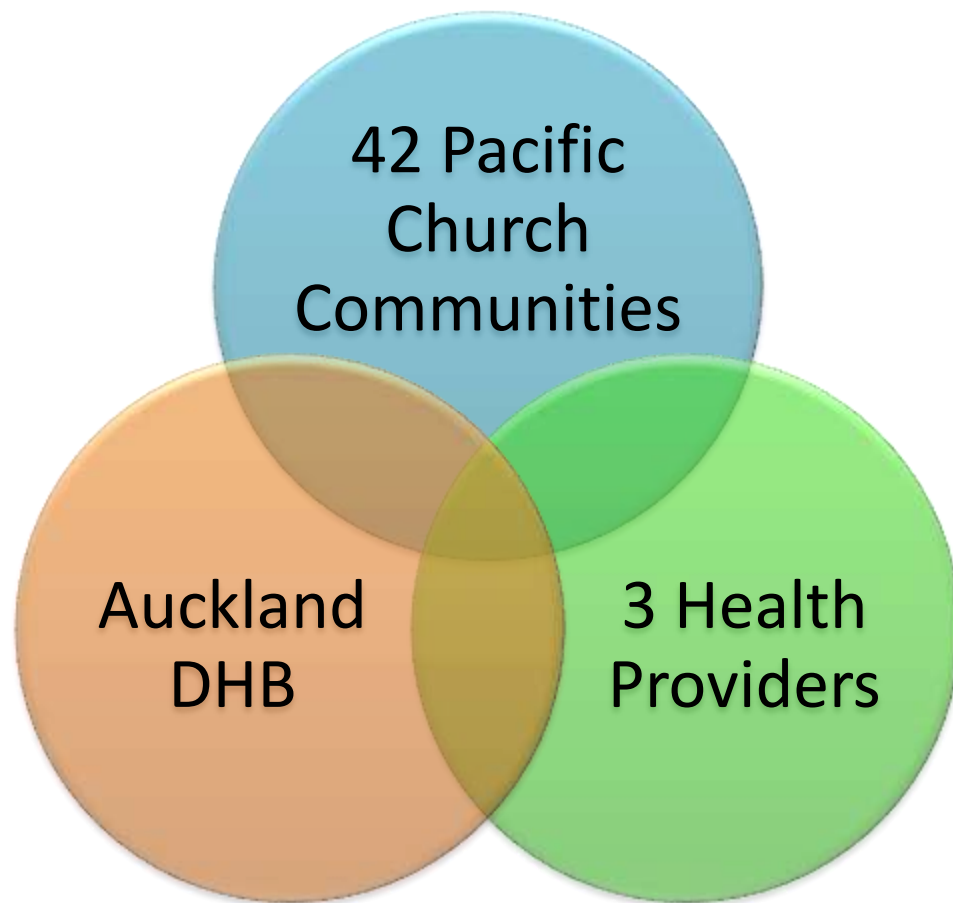 42 Pacific
Church
Communities
Auckland
DHB
3 Health
Providers